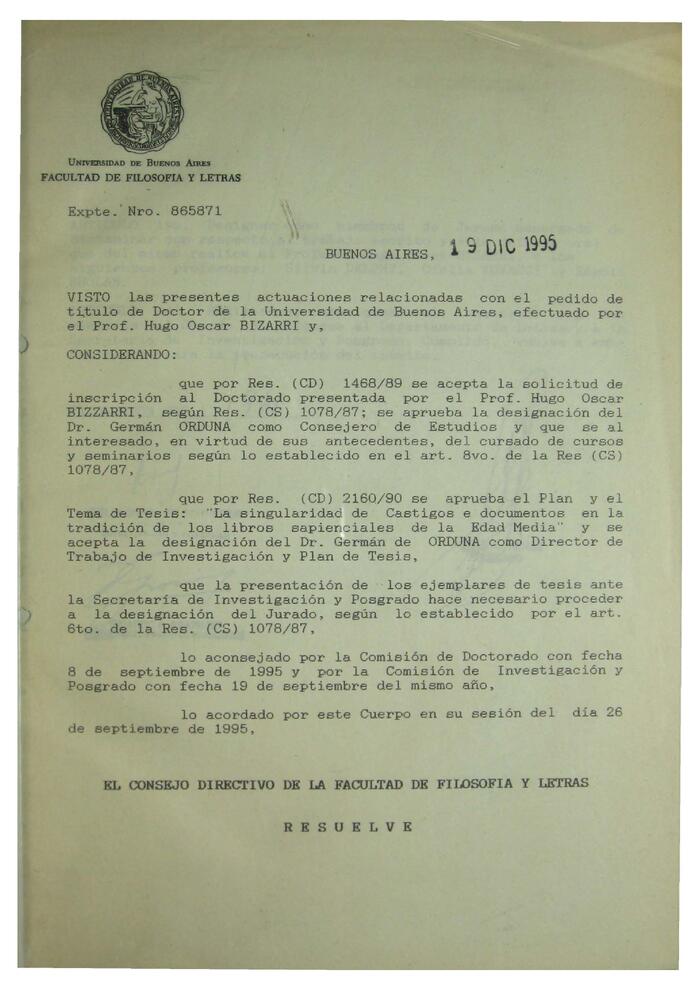 UNIVERSIDAD DE BUENOS AIRES
UNIVERSIDAD DE BUENOS AIRES
FACULTAD DE FILOSOFIA Y LETRAS
Expte. Nro. 865871
BUENOS AIRES, 19 DIC 1995
VISTO las presentes actuaciones relacionadas con el pedido de
título de Doctor de la Universidad de Buenos Aires, efectuado por
el Prof. Hugo Oscar BIZARRI y,
CONSIDERANDO:
que por Res. (CD) 1468/89 se acepta la solicitud de
inscripción al Doctorado presentada por el Prof. Hugo Oscar
BIZZARRI, según Res. (CS) 1078/87; se aprueba la designación del
Dr. Germán ORDUNA como Consejero de Estudios y que se al
interesado, en virtud de sus antecedentes, del cursado de cursos
y seminarios según lo establecido en el art. 8vo. de la Res (CS)
1078/87,
que por Res. (CD) 2160/90 se aprueba el Plan y el
Tema de Tesis: "La singularidad de Castigos e documentos en la
tradición de los libros sapienciales de la Edad Media" y se
acepta la designación del Dr. Germán de ORDUNA como Director de
Trabajo de Investigación y Plan de Tesis,
que la presentación de los ejemplares de tesis ante
la Secretaría de Investigación y Posgrado hace necesario proceder
a la designación del Jurado, según lo establecido por el art.
6to. de la Res. (CS) 1078/87,
lo aconsejado por la Comisión de Doctorado con fecha
8 de septiembre de 1995 y por la Comisión de Investigación y
Posgrado con fecha 19 de septiembre del mismo año,
lo acordado por este Cuerpo en su sesión del día 26
de septiembre de 1995,
EL CONSEJO DIRECTIVO DE LA FACULTAD DE FILOSOFIA Y LETRAS
R E S U E L V E